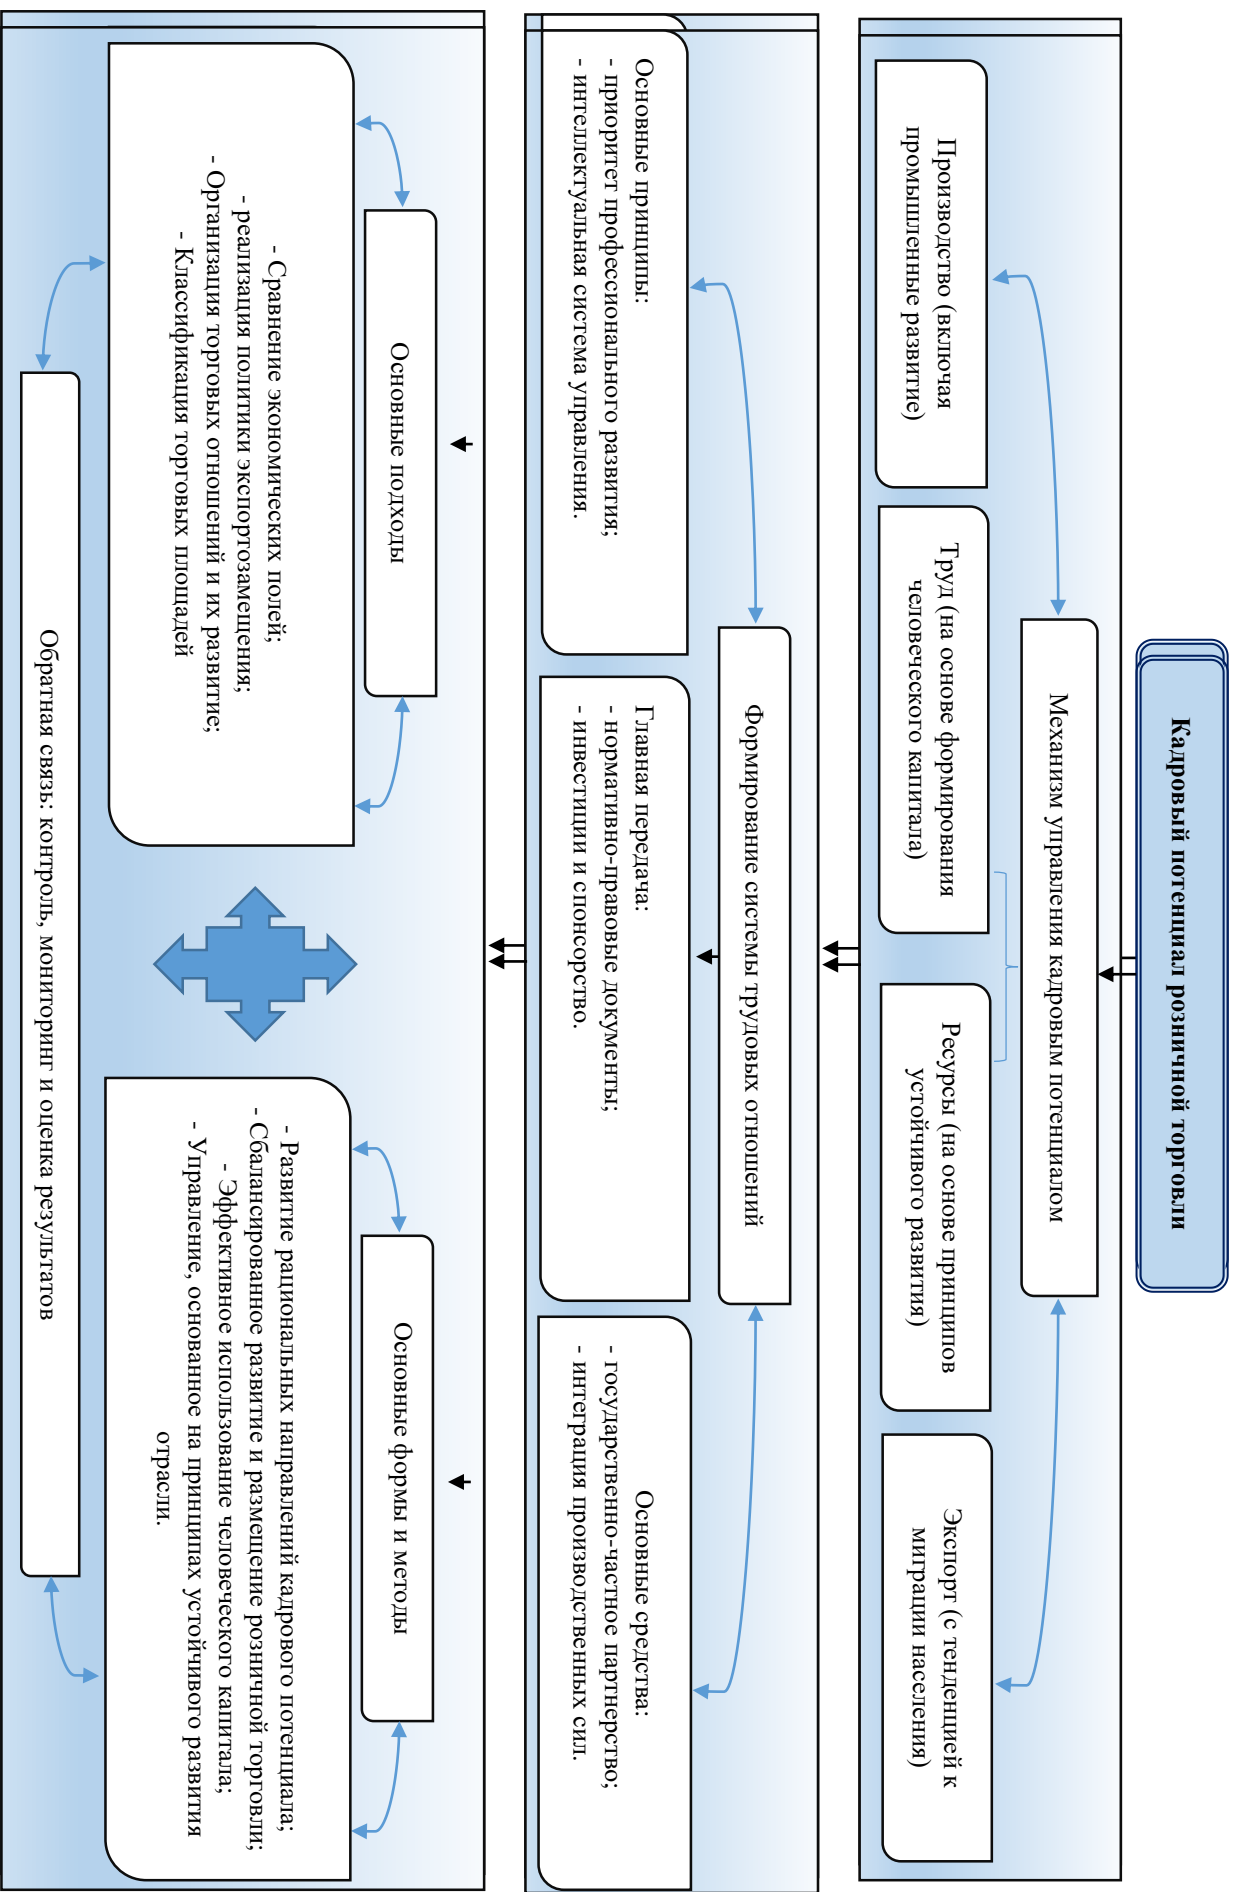 Кадровый потенциал розничной торговли
Механизм управления кадровым потенциалом
Производство (включая
промышленные развитие)
Труд (на основе формирования
человеческого капитала)
Ресурсы (на основе принципов
устойчивого развития)
Экспорт (с тенденцией к
миграции населения)
Формирование системы трудовых отношений
Основные принципы:
- приоритет профессионального развития;
- интеллектуальная система управления.
Главная передача:
- нормативно-правовые документы;
- инвестиции и спонсорство.
Основные средства:
- государственно-частное партнерство;
- интеграция производственных сил.
Основные подходы
- Сравнение экономических полей;
- реализация политики экспортозамещения;
- Организация торговых отношений и их развитие;
- Классификация торговых площадей
Основные формы и методы
- Развитие рациональных направлений кадрового потенциала;
- Сбалансированное развитие и размещение розничной торговли;
- Эффективное использование человеческого капитала;
- Управление, основанное на принципах устойчивого развития
отрасли.
Обратная связь: контроль, мониторинг и оценка результатов